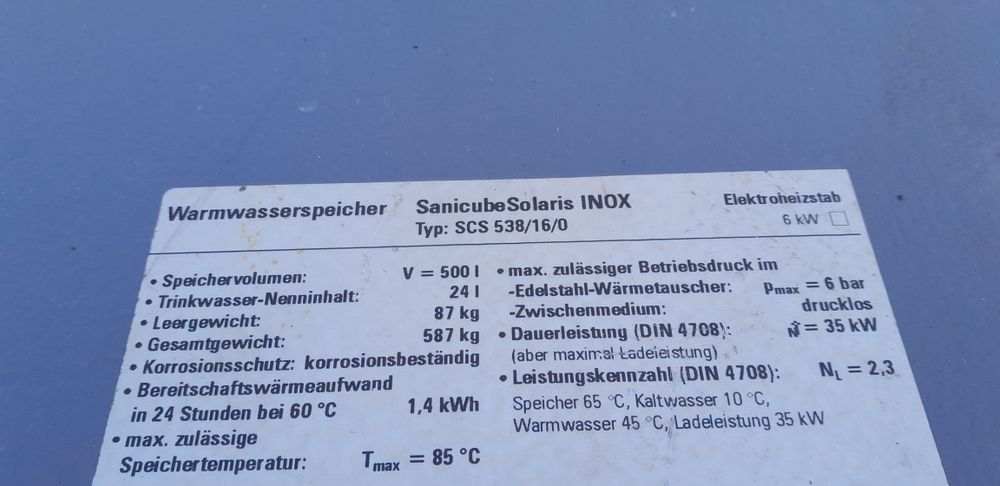 Warmwasserspeicher SanicubeSolaris INOX Elektroheizstab
Typ: SCS 538/16/0 6 kW
• Speichervolumen: V = 500 l
• Trinkwasser-Nenninhalt: 24 l
• Leergewicht: 87 kg
• Gesamtgewicht: 587 kg
• Korrosionsschutz: korrosionsbeständig
• Bereitschaftswärmeaufwand
in 24 Stunden bei 60 °C 1,4 kWh
• max. zulässige
Speichertemperatur: Tmax = 85 °C
• max. zulässiger Betriebsdruck im
-Edelstahl-Wärmetauscher: pmax = 6 bar
-Zwischenmedium: drucklos
• Dauerleistung (DIN 4708): = 35 kW
(aber maximal Ladeleistung)
• Leistungskennzahl (DIN 4708): NL = 2,3
Speicher 65 °C, Kaltwasser 10 °C,
Warmwasser 45 °C, Ladeleistung 35 kW